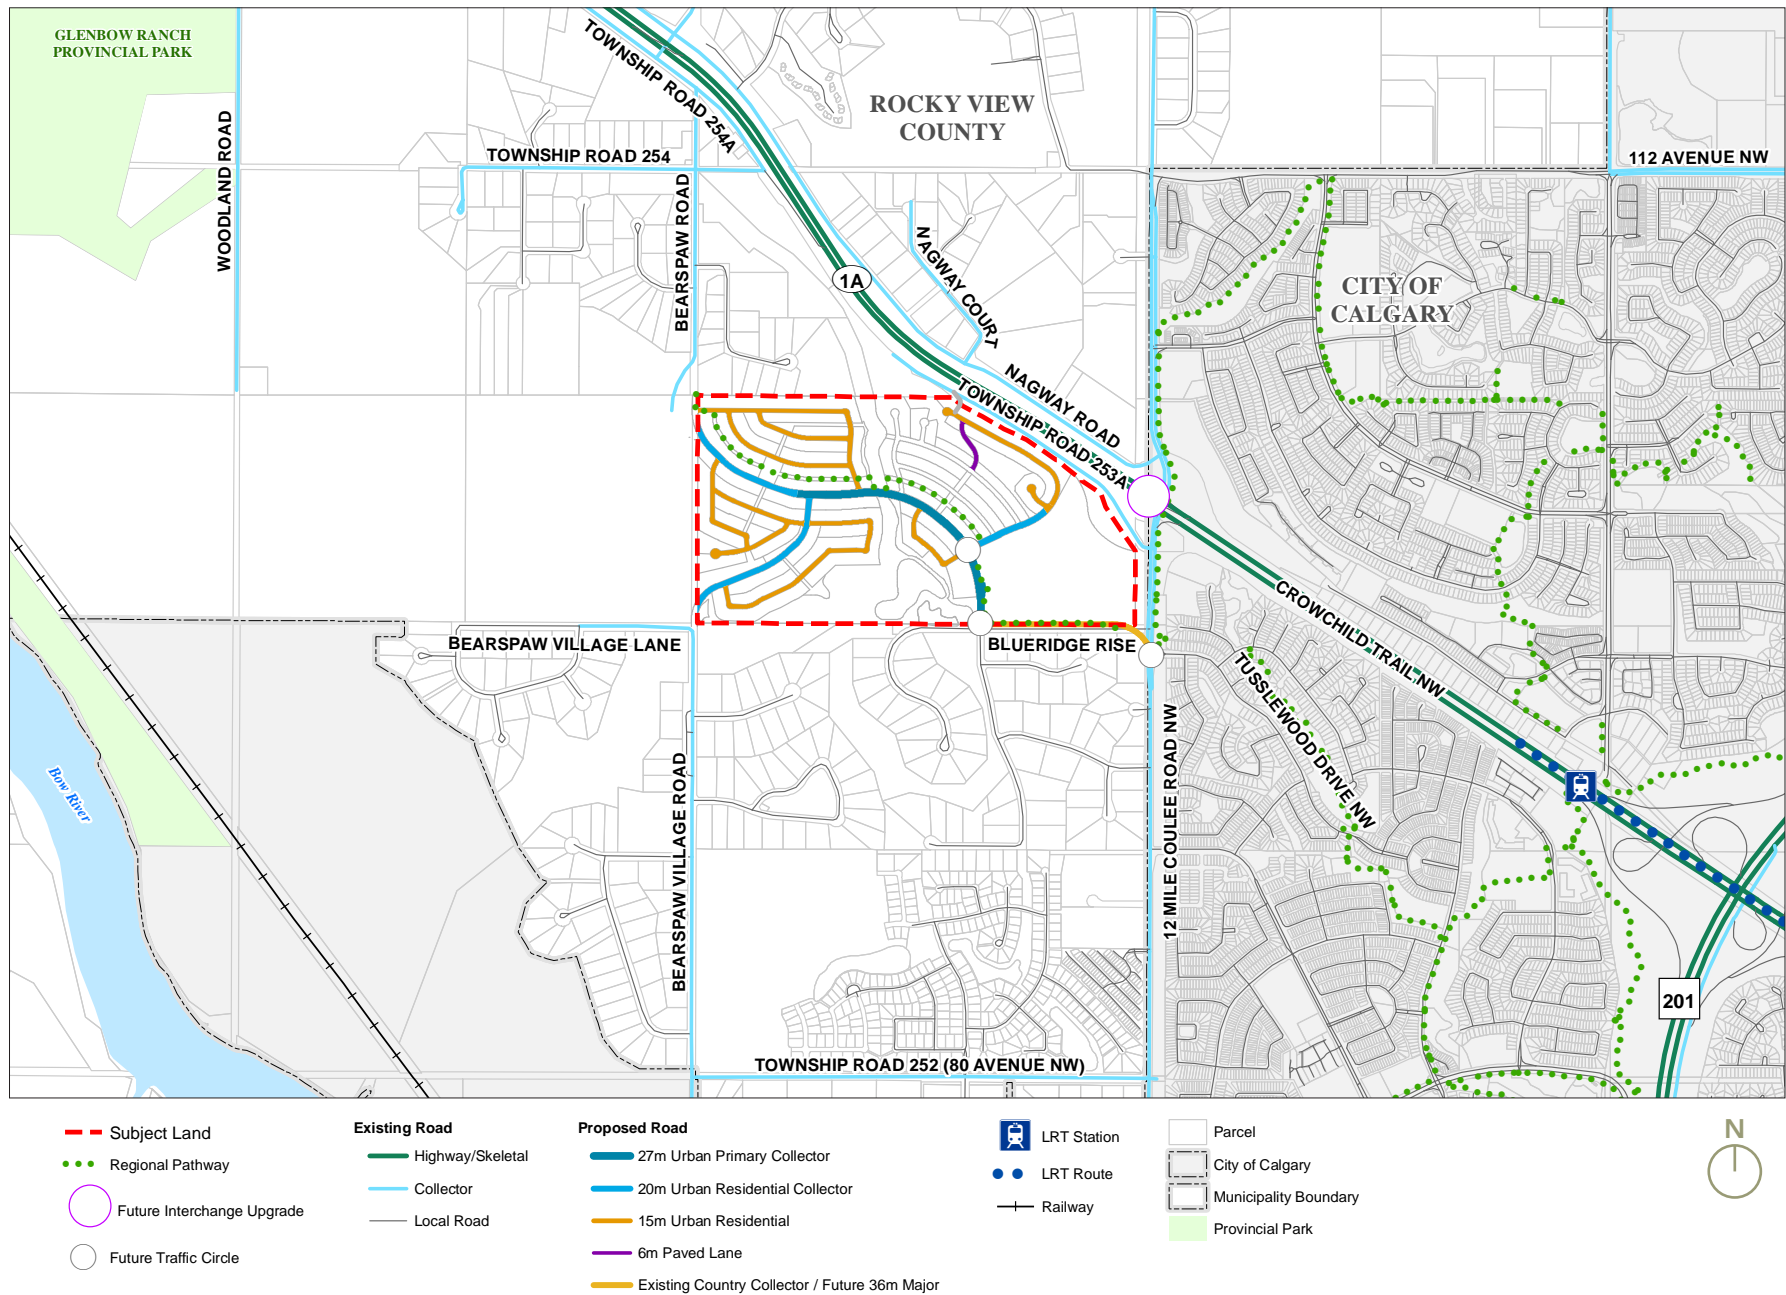 GLENBOW RANCH
PROVINCIAL PARK
WOODLAND ROAD
TOWNSHIP ROAD 254
TOWNSHIP ROAD 254A
BEARSPAW ROAD
ROCKY VIEW
COUNTY
112 AVENUE NW
1A
NAGWAY COURT
NAGWAY ROAD
TOWNSHIP ROAD 253A
CITY OF
CALGARY
BEARSPAW VILLAGE LANE
BLUERIDGE RISE
CROWCHILD TRAIL NW
TUSSLEWOOD DRIVE NW
12 MILE COULEE ROAD NW
BEARSPAW VILLAGE ROAD
Bow River
201
TOWNSHIP ROAD 252 (80 AVENUE NW)
Subject Land
Regional Pathway
Future Interchange Upgrade
Future Traffic Circle
Existing Road
Highway/Skeletal
Collector
Local Road
Proposed Road
27m Urban Primary Collector
20m Urban Residential Collector
15m Urban Residential
6m Paved Lane
Existing Country Collector / Future 36m Major
LRT Station
LRT Route
Railway
Parcel
City of Calgary
Municipality Boundary
Provincial Park
N